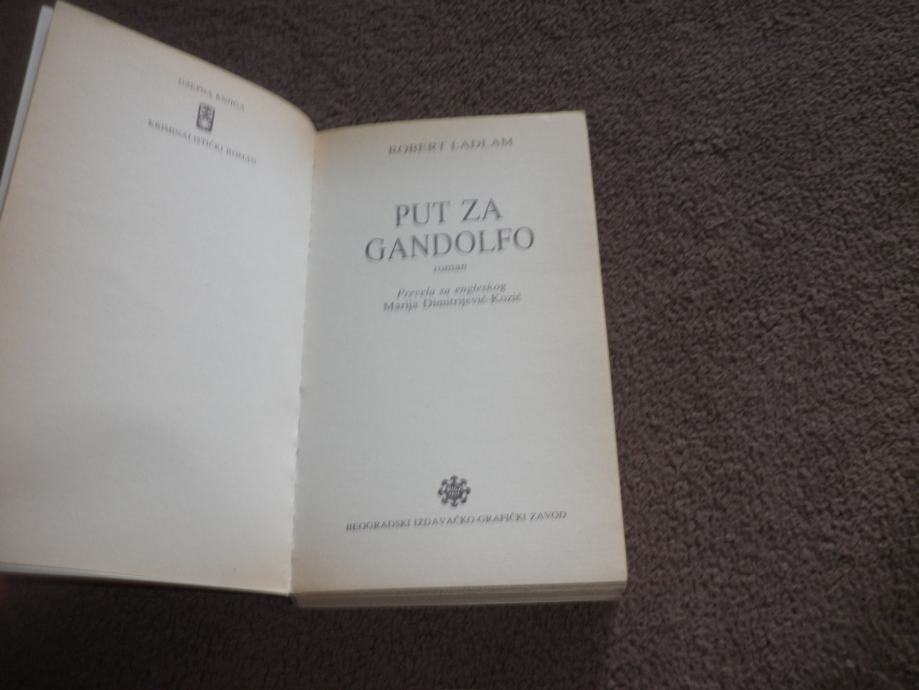 DŽEPNA KNJIGA
KRIMINALISTIČKI ROMAN
ROBERT LADLAM
PUT ZA
GANDOLFO
roman
Prevela sa engleskog
Marija Dimitrijević-Kozić
BEOGRADSKI IZDAVAČKO-GRAFIČKI ZAVOD